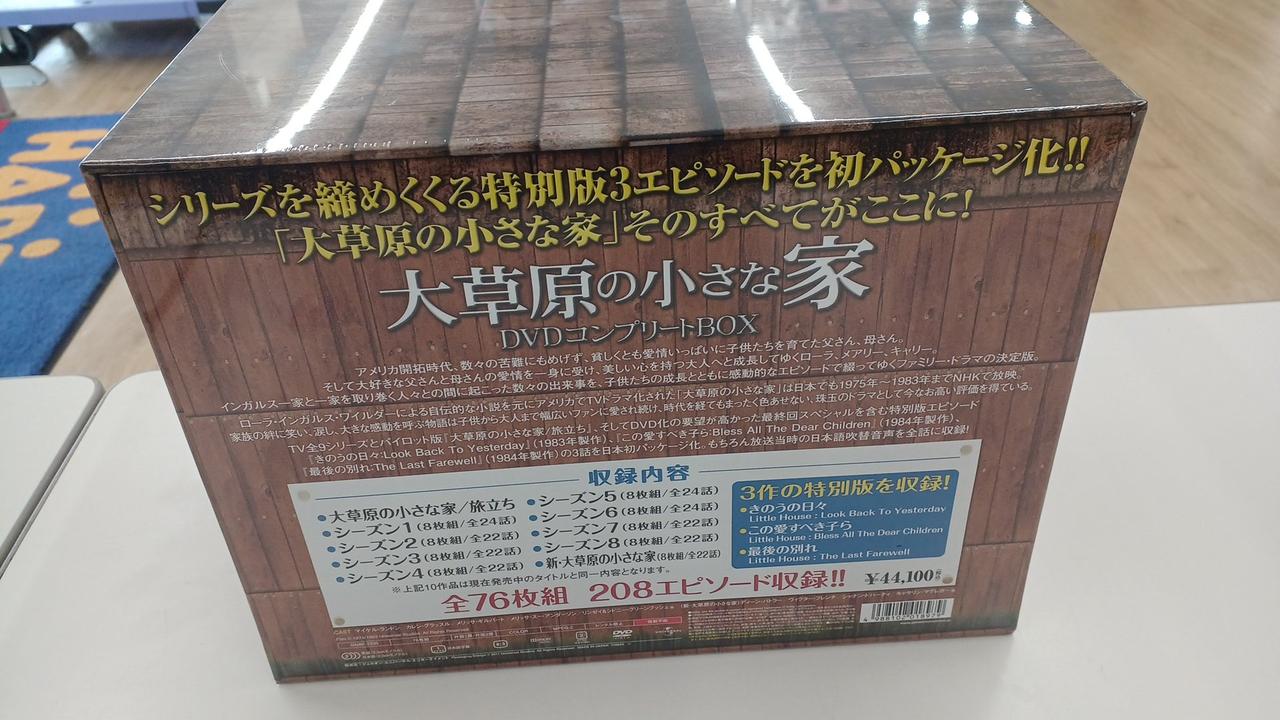 シリーズを締めくくる特別版3エピソードを初パッケージ化!!
「大草原の小さな家」そのすべてがここに!
大草原の小さな家
DVDコンプリートBOX
アメリカ開拓時代、数々の苦難にもめげず、貧しくとも愛情いっぱいに子供たちを育てた父さん、母さん。
そして大好きな父さんと母さんの愛情を一身に受け、美しい心を持つ大人へと成長してゆくローラ、メアリー、キャリー。
インガルス一家と一家を取り巻く人々との間に起こった数々の出来事を、子供たちの成長とともに感動的なエピソードで綴ってゆくファミリー・ドラマの決定版。
ローラ・インガルス・ワイルダーによる自伝的な小説を元にアメリカでTVドラマ化された「大草原の小さな家」は日本でも1975年～1983年までNHKで放映。
家族の絆に笑い、涙し、大きな感動を呼ぶ物語は子供から大人まで幅広いファンに愛され続け、時代を経てもまったく色あせない、珠玉のドラマとして今なお高い評価を得ている。
TV全9シリーズとパイロット版「大草原の小さな家/旅立ち」、そしてDVD化の要望が高かった最終回スペシャルを含む特別版エピソード
『きのうの日々:Look Back To Yesterday』(1983年製作)、『この愛すべき子ら:Bless All The Dear Children』(1984年製作)、
『最後の別れ:The Last Farewell』(1984年製作)の3話を日本初パッケージ化。もちろん放送当時の日本語吹替音声を全話に収録!
収録内容
●大草原の小さな家/旅立ち
●シーズン1(8枚組/全24話)
●シーズン2(8枚組/全22話)
●シーズン3(8枚組/全22話)
●シーズン4(8枚組/全22話)
●シーズン5(8枚組/全24話)
●シーズン6(8枚組/全24話)
●シーズン7(8枚組/全22話)
●シーズン8(8枚組/全22話)
●新・大草原の小さな家(8枚組/全22話)
※上記10作品は現在発売中のタイトルと同一内容となります。
3作の特別版を収録!
●きのうの日々
Little House : Look Back To Yesterday
●この愛すべき子ら
Little House : Bless All The Dear Children
●最後の別れ
Little House : The Last Farewell
全76枚組 208エピソード収録!! ¥44,100
CAST マイケル・ランドン
COLOR
DVD